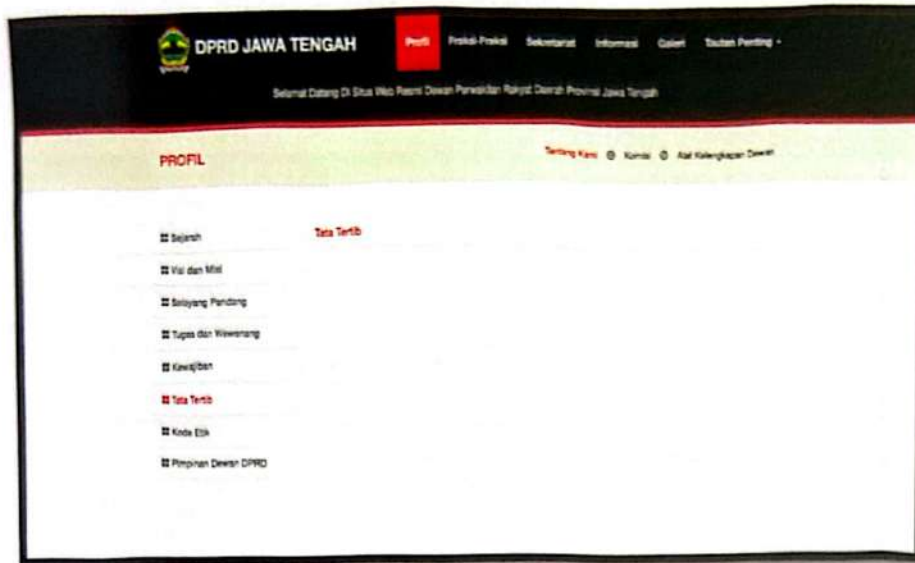 DPRD JAWA TENGAH
Profil Fraksi-Fraksi Sekretariat Informasi Galeri Tautan Penting
Selamat Datang Di Situs Web Resmi Dewan Perwakilan Rakyat Daerah Provinsi Jawa Tengah
PROFIL
Tentang Kami Komisi Alat Kelengkapan Dewan
Sejarah
Tata Tertib
Visi dan Misi
Selayang Pandang
Tugas dan Wewenang
Kewajiban
Tata Tertib
Kode Etik
Pimpinan Dewan DPRD